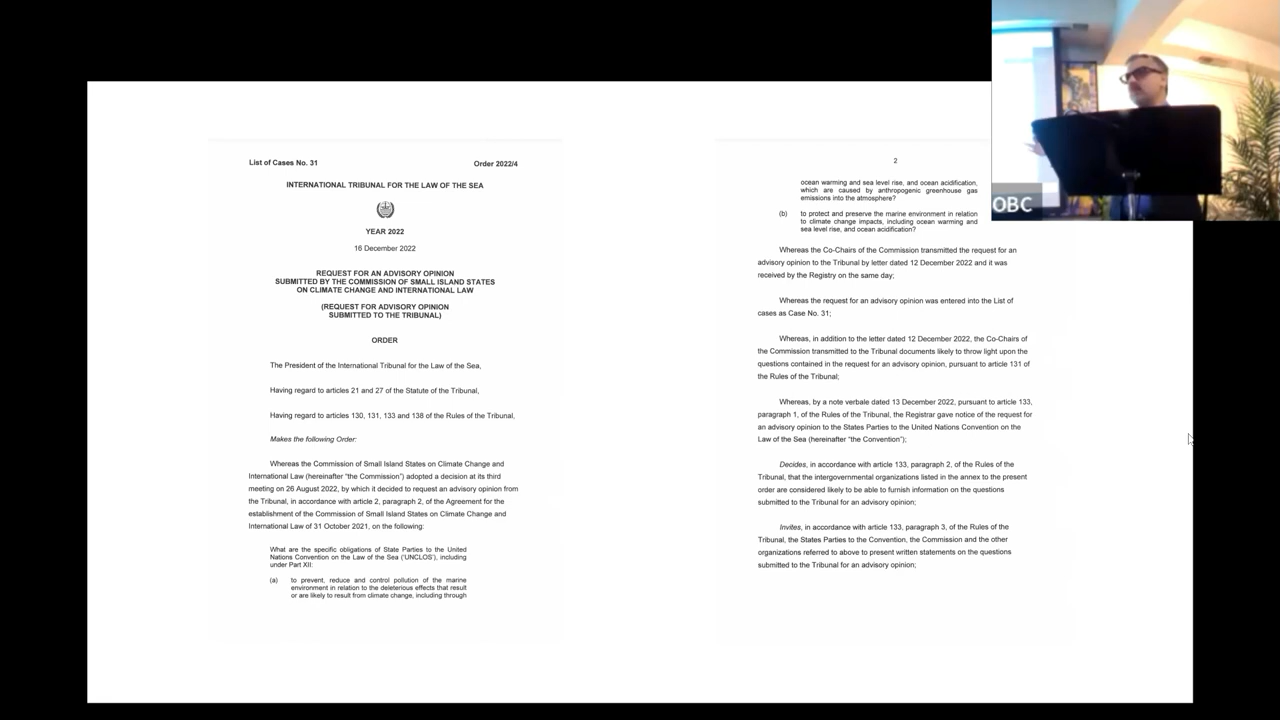 List of Cases No. 31
Order 2022/4
INTERNATIONAL TRIBUNAL FOR THE LAW OF THE SEA
YEAR 2022
16 December 2022
REQUEST FOR AN ADVISORY OPINION
SUBMITTED BY THE COMMISSION OF SMALL ISLAND STATES
ON CLIMATE CHANGE AND INTERNATIONAL LAW
(REQUEST FOR ADVISORY OPINION
SUBMITTED TO THE TRIBUNAL)
ORDER
The President of the International Tribunal for the Law of the Sea,
Having regard to articles 21 and 27 of the Statute of the Tribunal,
Having regard to articles 130, 131, 133 and 138 of the Rules of the Tribunal,
Makes the following Order:
Whereas the Commission of Small Island States on Climate Change and
International Law (hereinafter “the Commission”) adopted a decision at its third
meeting on 26 August 2022, by which it decided to request an advisory opinion from
the Tribunal, in accordance with article 2, paragraph 2, of the Agreement for the
establishment of the Commission of Small Island States on Climate Change and
International Law of 31 October 2021, on the following:
What are the specific obligations of State Parties to the United
Nations Convention on the Law of the Sea (‘UNCLOS’), including
under Part XII:
(a) to prevent, reduce and control pollution of the marine
environment in relation to the deleterious effects that result
or are likely to result from climate change, including through
2
ocean warming and sea level rise, and ocean acidification,
which are caused by anthropogenic greenhouse gas
emissions into the atmosphere?
(b) to protect and preserve the marine environment in relation
to climate change impacts, including ocean warming and
sea level rise, and ocean acidification?
Whereas the Co-Chairs of the Commission transmitted the request for an
advisory opinion to the Tribunal by letter dated 12 December 2022 and it was
received by the Registry on the same day;
Whereas the request for an advisory opinion was entered into the List of
cases as Case No. 31;
Whereas, in addition to the letter dated 12 December 2022, the Co-Chairs of
the Commission transmitted to the Tribunal documents likely to throw light upon the
questions contained in the request for an advisory opinion, pursuant to article 131 of
the Rules of the Tribunal;
Whereas, by a note verbale dated 13 December 2022, pursuant to article 133,
paragraph 1, of the Rules of the Tribunal, the Registrar gave notice of the request for
an advisory opinion to the States Parties to the United Nations Convention on the
Law of the Sea (hereinafter “the Convention”);
Decides, in accordance with article 133, paragraph 2, of the Rules of the
Tribunal, that the intergovernmental organizations listed in the annex to the present
order are considered likely to be able to furnish information on the questions
submitted to the Tribunal for an advisory opinion;
Invites, in accordance with article 133, paragraph 3, of the Rules of the
Tribunal, the States Parties to the Convention, the Commission and the other
organizations referred to above to present written statements on the questions
submitted to the Tribunal for an advisory opinion;
OBC